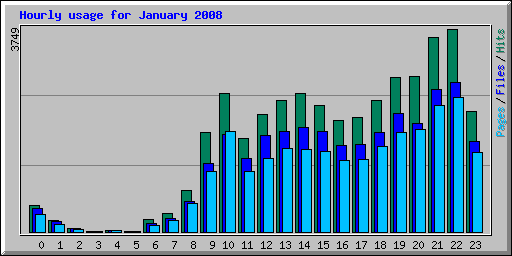 Hourly usage for January 2008
3749
Pages/Files/Hits
0 1 2 3 4 5 6 7 8 9 10 11 12 13 14 15 16 17 18 19 20 21 22 23